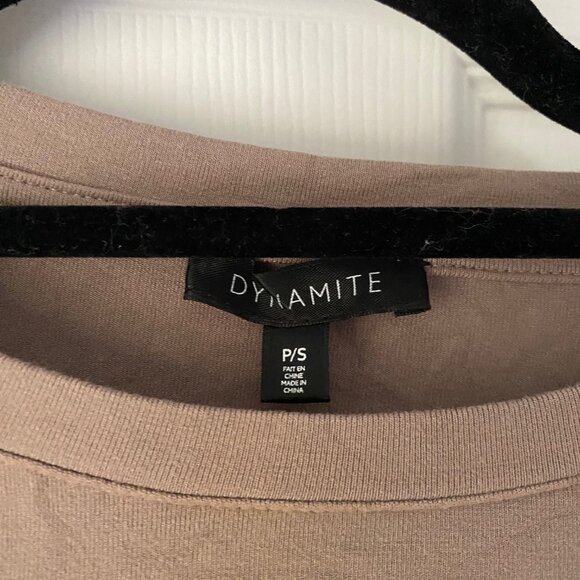 DYNAMITE
P/S
FAIT EN
CHINE
MADE IN
CHINA